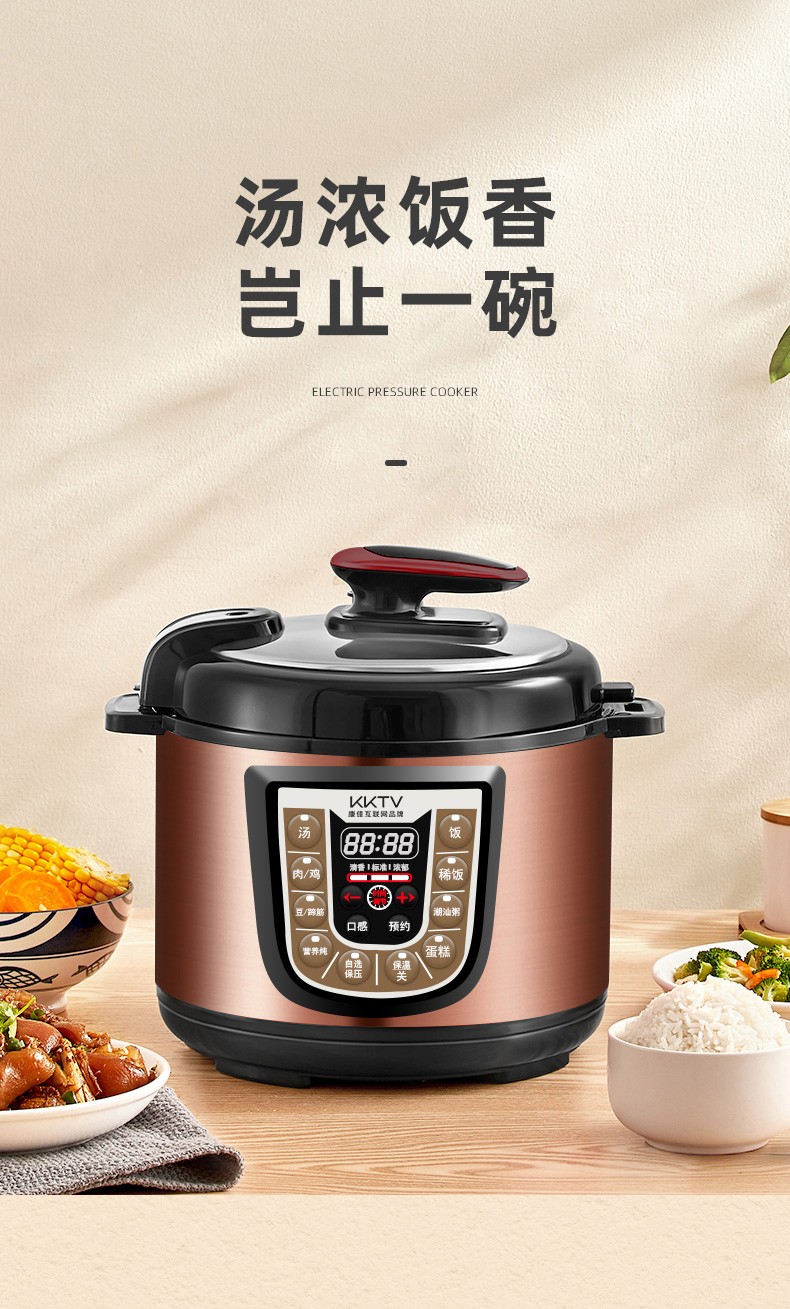 汤浓饭香
岂止一碗
ELECTRIC PRESSURE COOKER
KKTV
康佳互联网品牌
汤
88:88
饭
清香 标准 浓郁
肉/鸡
稀饭
豆/蹄筋
潮汕粥
口感
预约
营养炖
自选
保压
保温
关
蛋糕